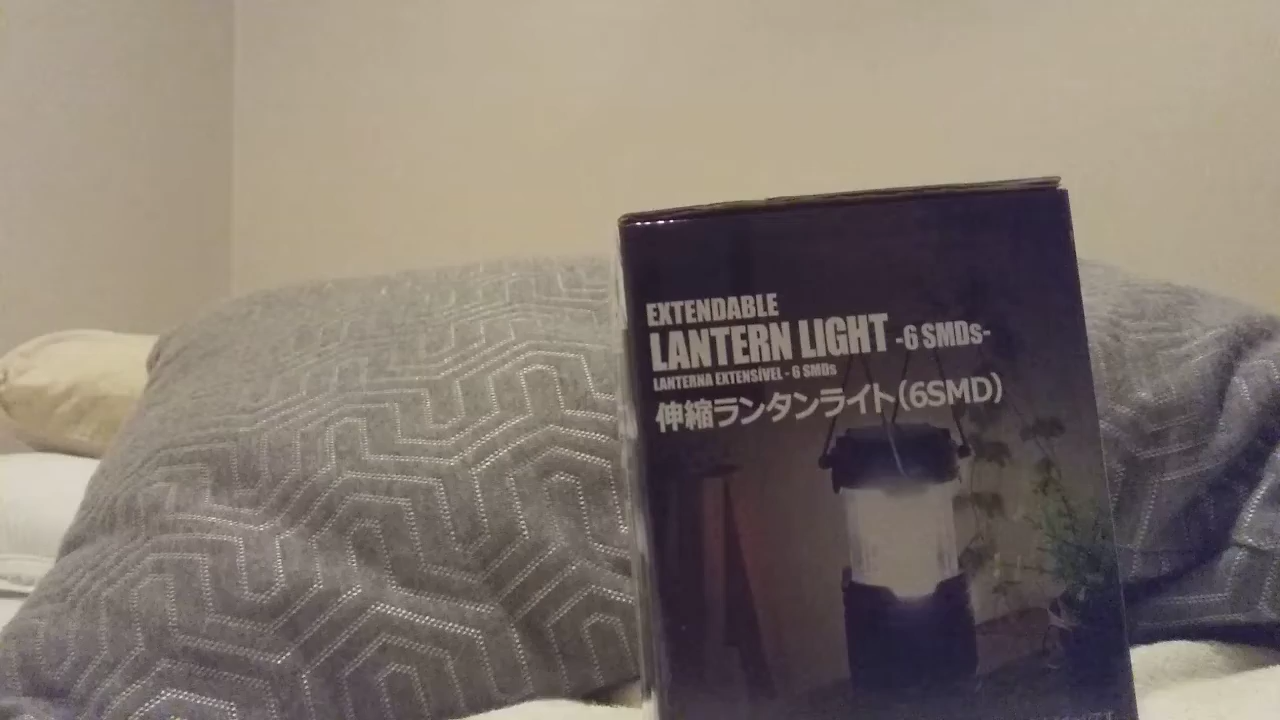 EXTENDABLE
LANTERN LIGHT -6 SMDs-
LANTERNA EXTENSÍVEL - 6 SMDs
伸縮ランタンライト(6SMD)